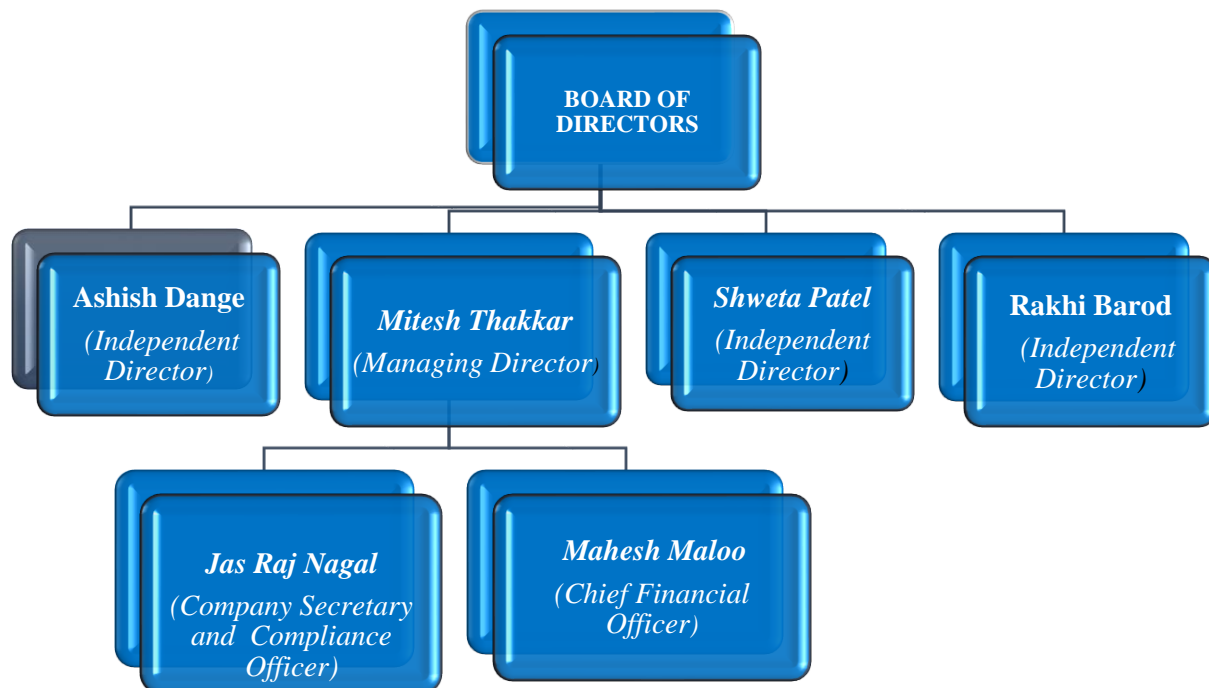 BOARD OF
DIRECTORS
Ashish Dange
(Independent
Director)
Mitesh Thakkar
(Managing Director)
Shweta Patel
(Independent
Director)
Rakhi Barod
(Independent
Director)
Jas Raj Nagal
(Company Secretary
and Compliance
Officer)
Mahesh Maloo
(Chief Financial
Officer)